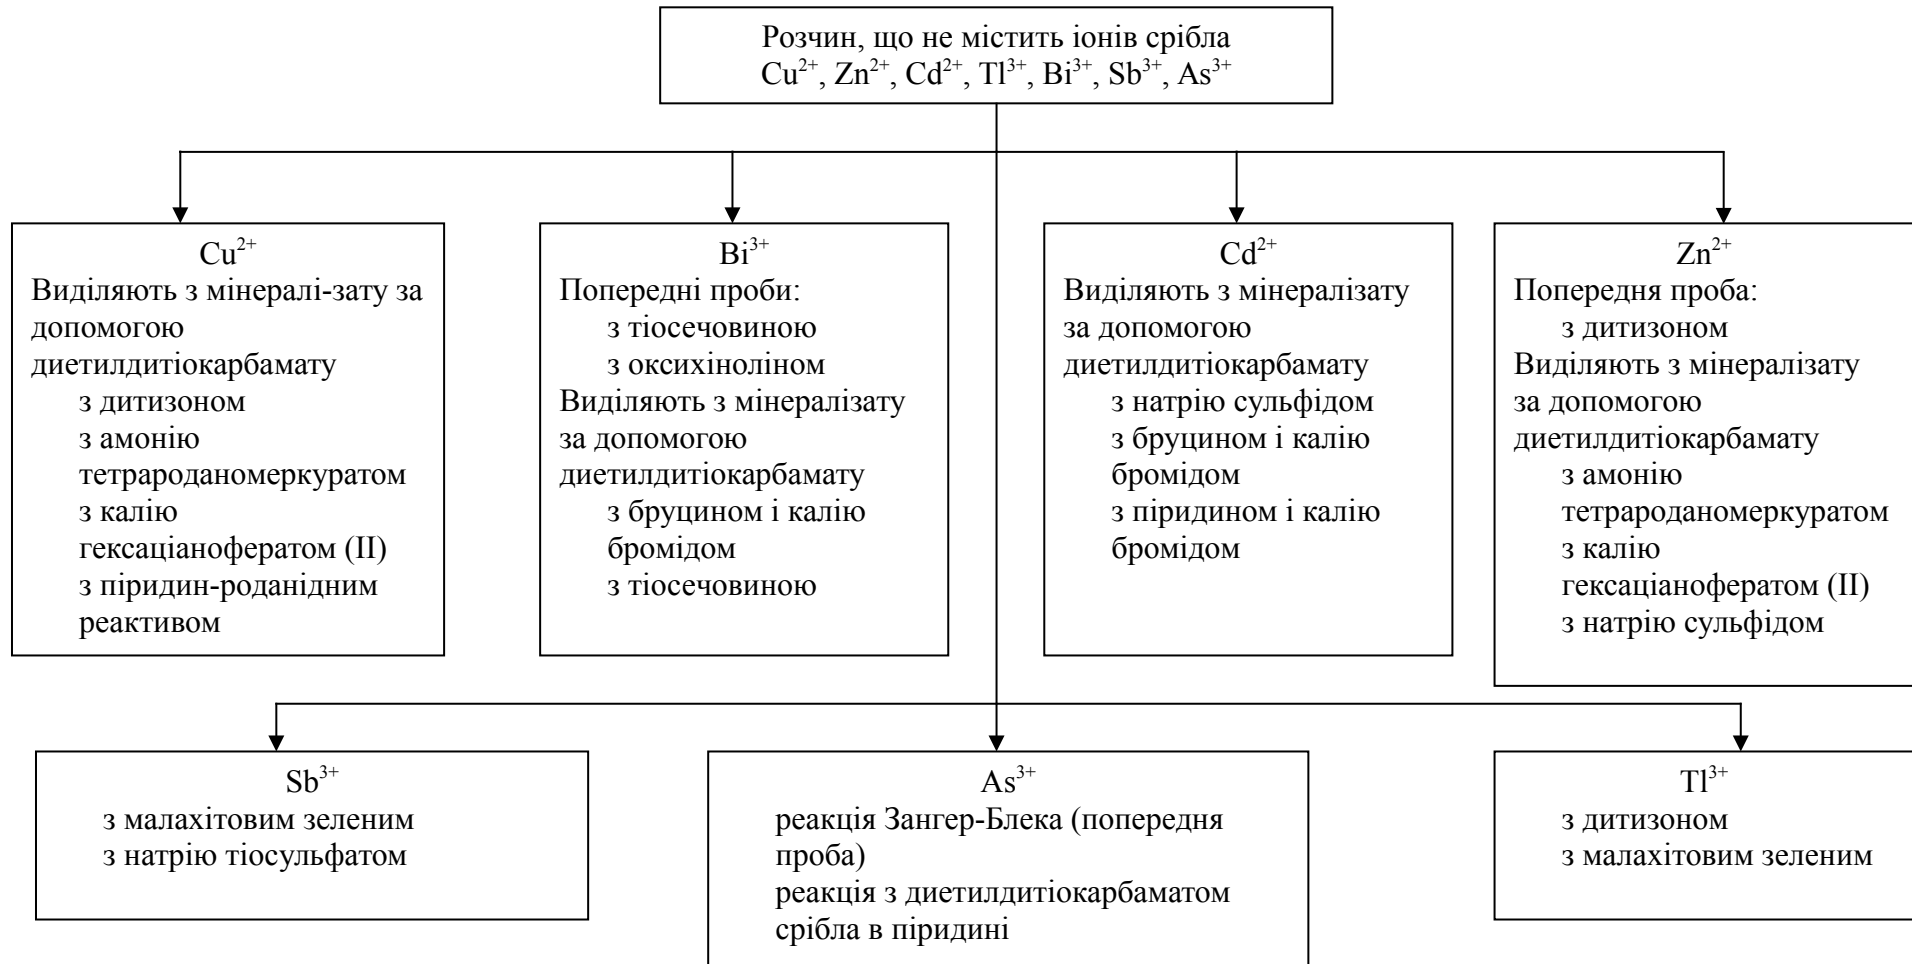 Розчин, що не містить іонів срібла
Cu²⁺, Zn²⁺, Cd²⁺, Tl³⁺, Bi³⁺, Sb³⁺, As³⁺
Cu²⁺
Виділяють з мінералі-зату за
допомогою
диетилдитіокарбамату
з дитизоном
з амонію
тетрароданомеркуратом
з калію
гексаціанофератом (II)
з піридин-роданідним
реактивом
Bi³⁺
Попередні проби:
з тіосечовиною
з оксихіноліном
Виділяють з мінералізату
за допомогою
диетилдитіокарбамату
з бруцином і калію
бромідом
з тіосечовиною
Cd²⁺
Виділяють з мінералізату
за допомогою
диетилдитіокарбамату
з натрію сульфідом
з бруцином і калію
бромідом
з піридином і калію
бромідом
Zn²⁺
Попередня проба:
з дитизоном
Виділяють з мінералізату
за допомогою
диетилдитіокарбамату
з амонію
тетрароданомеркуратом
з калію
гексаціанофератом (II)
з натрію сульфідом
Sb³⁺
з малахітовим зеленим
з натрію тіосульфатом
As³⁺
реакція Зангер-Блека (попередня
проба)
реакція з диетилдитіокарбаматом
срібла в піридині
Tl³⁺
з дитизоном
з малахітовим зеленим